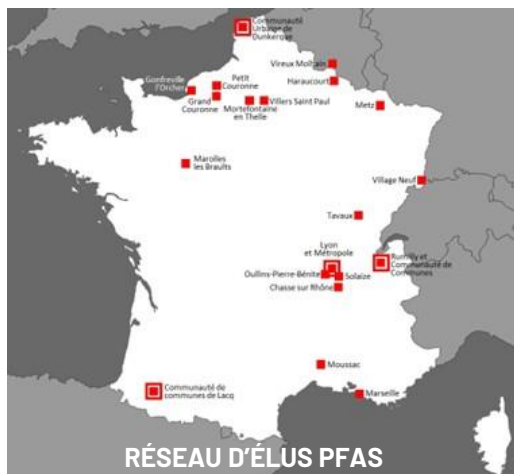 Communauté
Urbaine de
Dunkerque
Vireux Molhain
Haraucourt
Gonfreville
l'Orcher
Petit
Couronne
Grand
Couronne
Mortefontaine
en Thelle
Villers Saint Paul
Metz
Marolles
les Braults
Village Neuf
Tavaux
Lyon
et Métropole
Rumilly et
Communauté de
Communes
Oullins-Pierre-Bénite
Solaize
Chasse sur Rhône
Moussac
Marseille
Communauté de
communes de Lacq
RÉSEAU D'ÉLUS PFAS